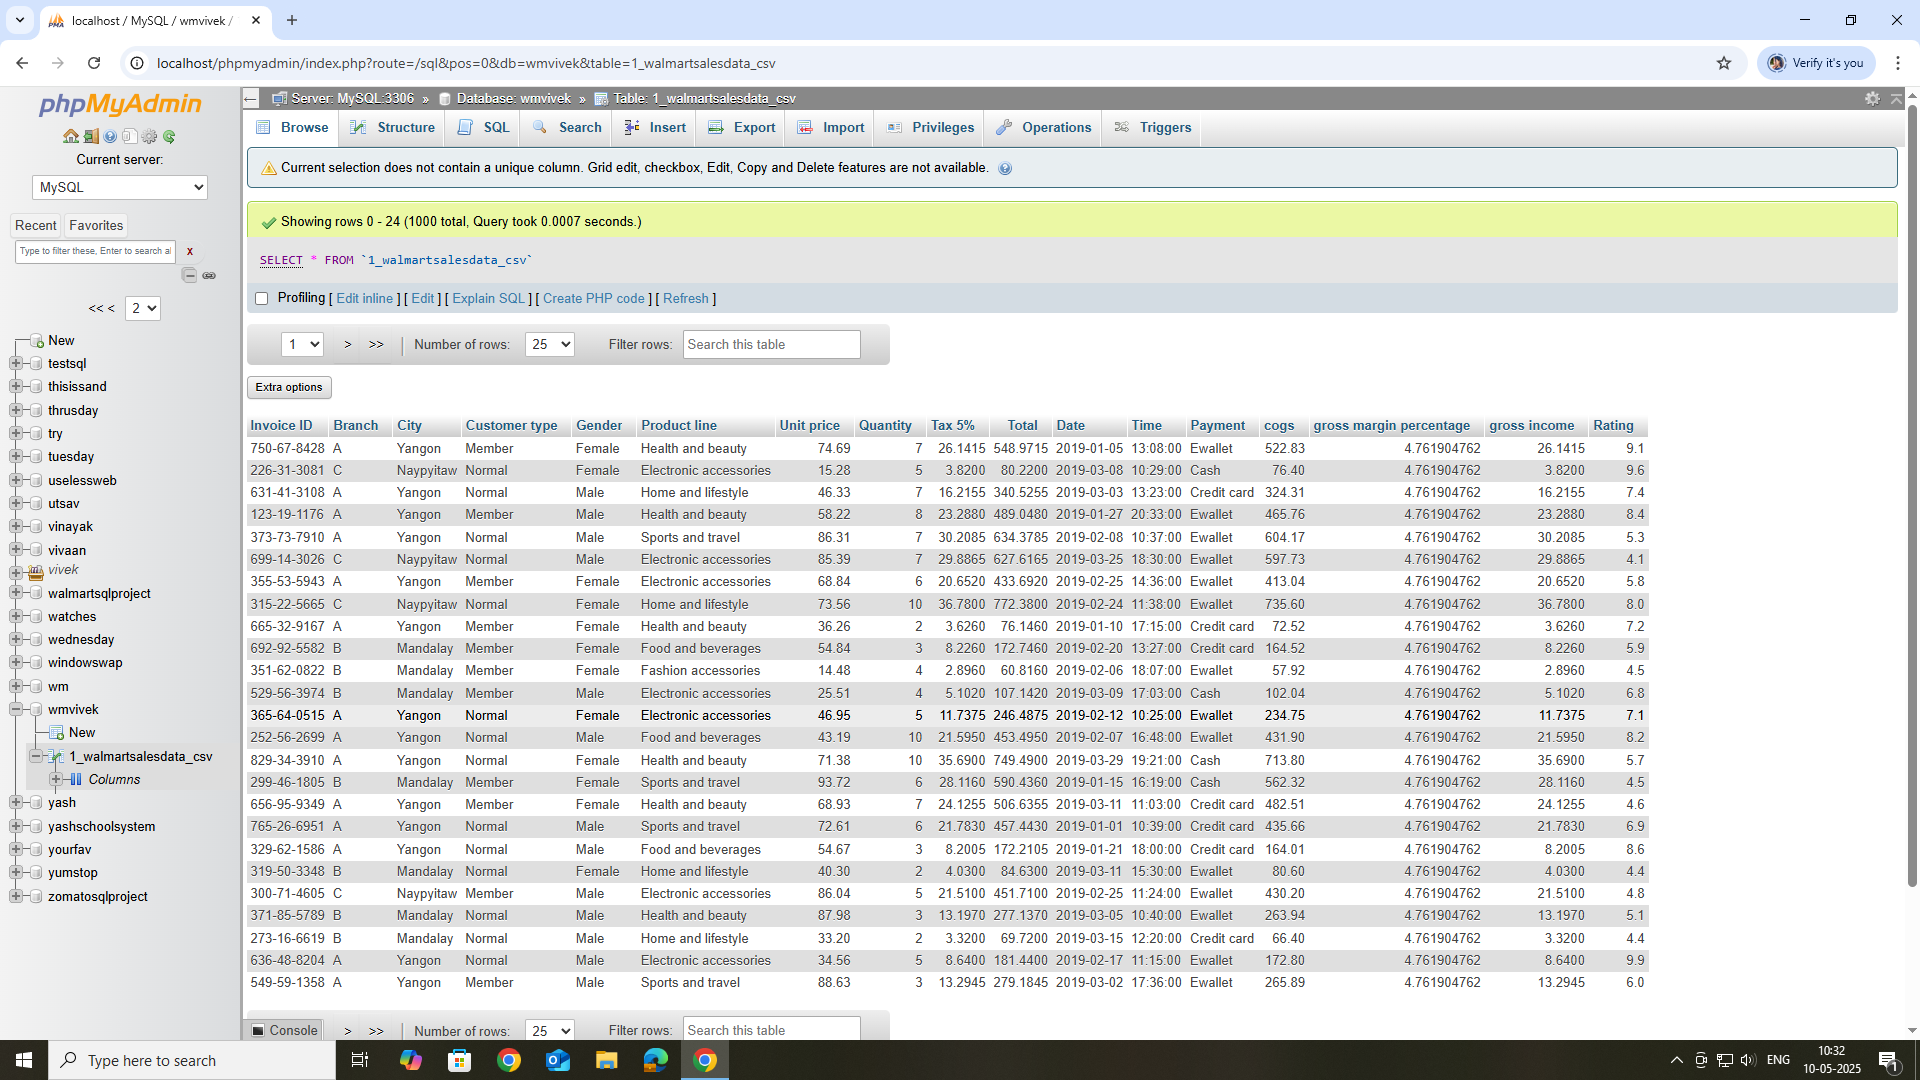 localhost / MySQL / wmvivek /
localhost/phpmyadmin/index.php?route=/sql&pos=0&db=wmvivek&table=1_walmartsalesdata_csv
Verify it's you
phpMyAdmin
Current server:
MySQL
Recent Favorites
Type to filter these, Enter to search al X
<< < 2
New
testsql
thisissand
thrusday
try
tuesday
uselessweb
utsav
vinayak
vivaan
vivek
walmartsqlproject
watches
wednesday
windowswap
wm
wmvivek
New
1_walmartsalesdata_csv
Columns
yash
yashschoolsystem
yourfav
yumstop
zomatosqlproject
Server: MySQL:3306 » Database: wmvivek » Table: 1_walmartsalesdata_csv
Browse Structure SQL Search Insert Export Import Privileges Operations Triggers
Current selection does not contain a unique column. Grid edit, checkbox, Edit, Copy and Delete features are not available.
Showing rows 0 - 24 (1000 total, Query took 0.0007 seconds.)
SELECT * FROM `1_walmartsalesdata_csv`
Profiling [ Edit inline ] [ Edit ] [ Explain SQL ] [ Create PHP code ] [ Refresh ]
1 > >> | Number of rows: 25 Filter rows: Search this table
Extra options
Invoice ID Branch City Customer type Gender Product line Unit price Quantity Tax 5% Total Date Time Payment cogs gross margin percentage gross income Rating
750-67-8428 A Yangon Member Female Health and beauty 74.69 7 26.1415 548.9715 2019-01-05 13:08:00 Ewallet 522.83 4.761904762 26.1415 9.1
226-31-3081 C Naypyitaw Normal Female Electronic accessories 15.28 5 3.8200 80.2200 2019-03-08 10:29:00 Cash 76.40 4.761904762 3.8200 9.6
631-41-3108 A Yangon Normal Male Home and lifestyle 46.33 7 16.2155 340.5255 2019-03-03 13:23:00 Credit card 324.31 4.761904762 16.2155 7.4
123-19-1176 A Yangon Member Male Health and beauty 58.22 8 23.2880 489.0480 2019-01-27 20:33:00 Ewallet 465.76 4.761904762 23.2880 8.4
373-73-7910 A Yangon Normal Male Sports and travel 86.31 7 30.2085 634.3785 2019-02-08 10:37:00 Ewallet 604.17 4.761904762 30.2085 5.3
699-14-3026 C Naypyitaw Normal Male Electronic accessories 85.39 7 29.8865 627.6165 2019-03-25 18:30:00 Ewallet 597.73 4.761904762 29.8865 4.1
355-53-5943 A Yangon Member Female Electronic accessories 68.84 6 20.6520 433.6920 2019-02-25 14:36:00 Ewallet 413.04 4.761904762 20.6520 5.8
315-22-5665 C Naypyitaw Normal Female Home and lifestyle 73.56 10 36.7800 772.3800 2019-02-24 11:38:00 Ewallet 735.60 4.761904762 36.7800 8.0
665-32-9167 A Yangon Member Female Health and beauty 36.26 2 3.6260 76.1460 2019-01-10 17:15:00 Credit card 72.52 4.761904762 3.6260 7.2
692-92-5582 B Mandalay Member Female Food and beverages 54.84 3 8.2260 172.7460 2019-02-20 13:27:00 Credit card 164.52 4.761904762 8.2260 5.9
351-62-0822 B Mandalay Member Female Fashion accessories 14.48 4 2.8960 60.8160 2019-02-06 18:07:00 Ewallet 57.92 4.761904762 2.8960 4.5
529-56-3974 B Mandalay Member Male Electronic accessories 25.51 4 5.1020 107.1420 2019-03-09 17:03:00 Cash 102.04 4.761904762 5.1020 6.8
365-64-0515 A Yangon Normal Female Electronic accessories 46.95 5 11.7375 246.4875 2019-02-12 10:25:00 Ewallet 234.75 4.761904762 11.7375 7.1
252-56-2699 A Yangon Normal Male Food and beverages 43.19 10 21.5950 453.4950 2019-02-07 16:48:00 Ewallet 431.90 4.761904762 21.5950 8.2
829-34-3910 A Yangon Normal Female Health and beauty 71.38 10 35.6900 749.4900 2019-03-29 19:21:00 Cash 713.80 4.761904762 35.6900 5.7
299-46-1805 B Mandalay Member Female Sports and travel 93.72 6 28.1160 590.4360 2019-01-15 16:19:00 Cash 562.32 4.761904762 28.1160 4.5
656-95-9349 A Yangon Member Female Health and beauty 68.93 7 24.1255 506.6355 2019-03-11 11:03:00 Credit card 482.51 4.761904762 24.1255 4.6
765-26-6951 A Yangon Normal Male Sports and travel 72.61 6 21.7830 457.4430 2019-01-01 10:39:00 Credit card 435.66 4.761904762 21.7830 6.9
329-62-1586 A Yangon Normal Male Food and beverages 54.67 3 8.2005 172.2105 2019-01-21 18:00:00 Credit card 164.01 4.761904762 8.2005 8.6
319-50-3348 B Mandalay Normal Female Home and lifestyle 40.30 2 4.0300 84.6300 2019-03-11 15:30:00 Ewallet 80.60 4.761904762 4.0300 4.4
300-71-4605 C Naypyitaw Member Male Electronic accessories 86.04 5 21.5100 451.7100 2019-02-25 11:24:00 Ewallet 430.20 4.761904762 21.5100 4.8
371-85-5789 B Mandalay Normal Male Health and beauty 87.98 3 13.1970 277.1370 2019-03-05 10:40:00 Ewallet 263.94 4.761904762 13.1970 5.1
273-16-6619 B Mandalay Normal Male Home and lifestyle 33.20 2 3.3200 69.7200 2019-03-15 12:20:00 Credit card 66.40 4.761904762 3.3200 4.4
636-48-8204 A Yangon Normal Male Electronic accessories 34.56 5 8.6400 181.4400 2019-02-17 11:15:00 Ewallet 172.80 4.761904762 8.6400 9.9
549-59-1358 A Yangon Member Male Sports and travel 88.63 3 13.2945 279.1845 2019-03-02 17:36:00 Ewallet 265.89 4.761904762 13.2945 6.0
Console > >> | Number of rows: 25 Filter rows: Search this table
Type here to search
ENG
10:32
10-05-2025
1